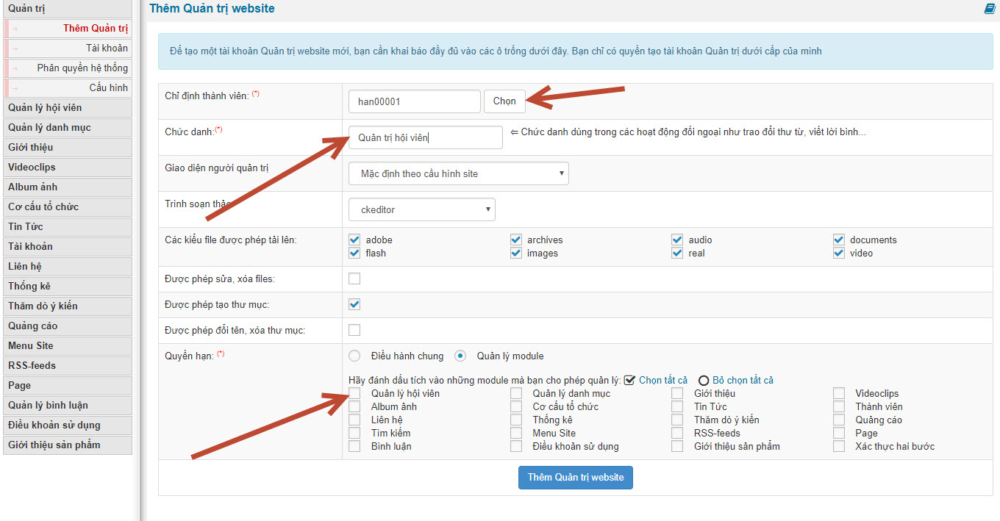 Quản trị
Thêm Quản trị
Tài khoản
Phân quyền hệ thống
Cấu hình
Quản lý hội viên
Quản lý danh mục
Giới thiệu
Videoclips
Album ảnh
Cơ cấu tổ chức
Tin Tức
Tài khoản
Liên hệ
Thống kê
Thăm dò ý kiến
Quảng cáo
Menu Site
RSS-feeds
Page
Quản lý bình luận
Điều khoản sử dụng
Giới thiệu sản phẩm
Thêm Quản trị website
Để tạo một tài khoản Quản trị website mới, bạn cần khai báo đầy đủ vào các ô trống dưới đây. Bạn chỉ có quyền tạo tài khoản Quản trị dưới cấp của mình
Chỉ định thành viên: (*) han00001 Chọn
Chức danh:(*) Quản trị hội viên ⇐ Chức danh dùng trong các hoạt động đối ngoại như trao đổi thư từ, viết lời bình...
Giao diện người quản trị Mặc định theo cấu hình site
Trình soạn thảo ckeditor
Các kiểu file được phép tải lên: adobe archives audio documents
flash images real video
Được phép sửa, xóa files:
Được phép tạo thư mục:
Được phép đổi tên, xóa thư mục:
Quyền hạn: (*) Điều hành chung Quản lý module
Hãy đánh dấu tích vào những module mà bạn cho phép quản lý: Chọn tất cả Bỏ chọn tất cả
Quản lý hội viên Quản lý danh mục Giới thiệu Videoclips
Album ảnh Cơ cấu tổ chức Tin Tức Thành viên
Liên hệ Thống kê Thăm dò ý kiến Quảng cáo
Tìm kiếm Menu Site RSS-feeds Page
Bình luận Điều khoản sử dụng Giới thiệu sản phẩm Xác thực hai bước
Thêm Quản trị website